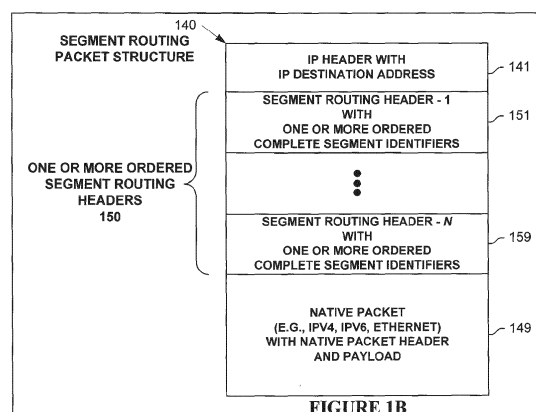 140
SEGMENT ROUTING
PACKET STRUCTURE
IP HEADER WITH
IP DESTINATION ADDRESS
141
SEGMENT ROUTING HEADER - 1
WITH
ONE OR MORE ORDERED
COMPLETE SEGMENT IDENTIFIERS
151
ONE OR MORE ORDERED
SEGMENT ROUTING
HEADERS
150
SEGMENT ROUTING HEADER - N
WITH
ONE OR MORE ORDERED
COMPLETE SEGMENT IDENTIFIERS
159
NATIVE PACKET
(E.G., IPV4, IPV6, ETHERNET)
WITH NATIVE PACKET HEADER
AND PAYLOAD
149
FIGURE 1B